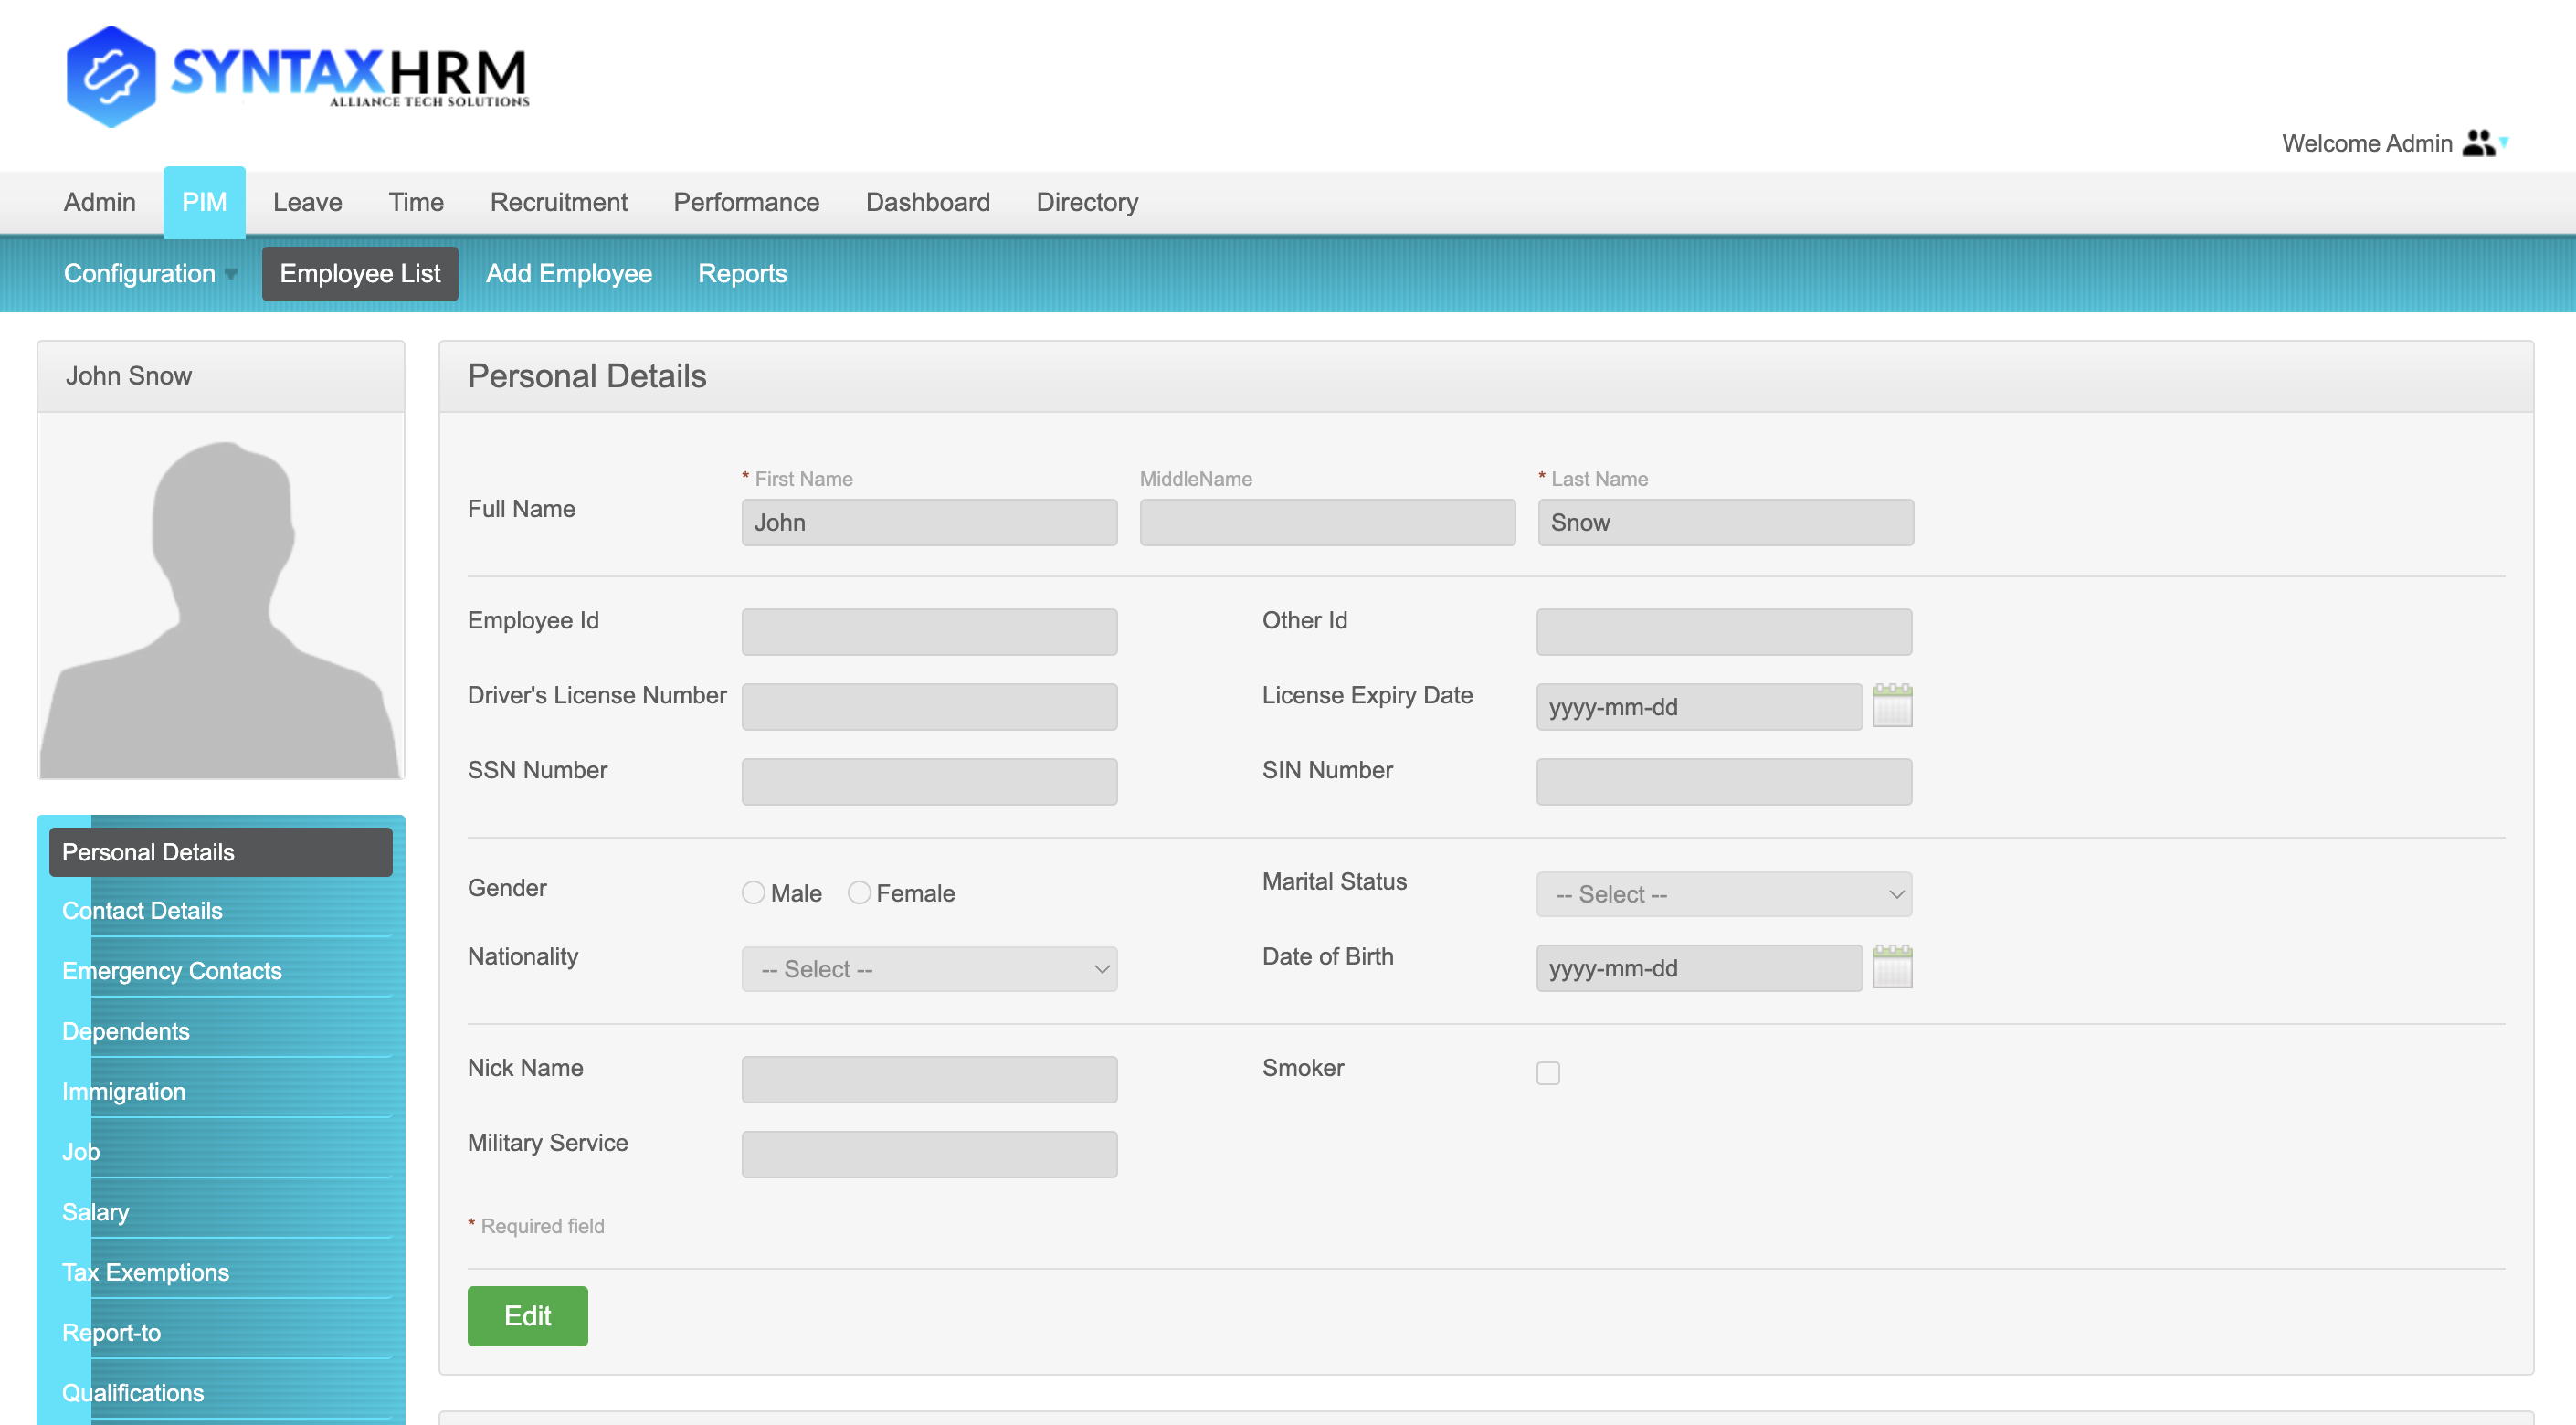 SYNTAXHRM
ALLIANCE TECH SOLUTIONS
Welcome Admin
Admin PIM Leave Time Recruitment Performance Dashboard Directory
Configuration Employee List Add Employee Reports
John Snow
Personal Details
Contact Details
Emergency Contacts
Dependents
Immigration
Job
Salary
Tax Exemptions
Report-to
Qualifications
Personal Details
* First Name MiddleName * Last Name
Full Name John Snow
Employee Id Other Id
Driver's License Number License Expiry Date yyyy-mm-dd
SSN Number SIN Number
Gender Male Female Marital Status -- Select --
Nationality -- Select -- Date of Birth yyyy-mm-dd
Nick Name Smoker
Military Service
* Required field
Edit